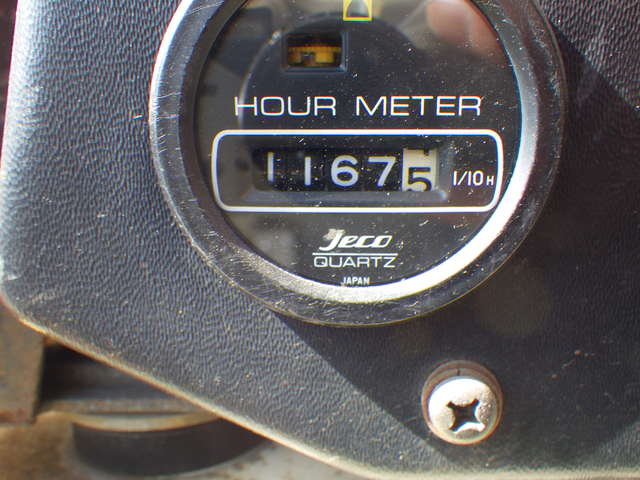 HOUR METER
11675 1/10 H
Jeco
QUARTZ
JAPAN